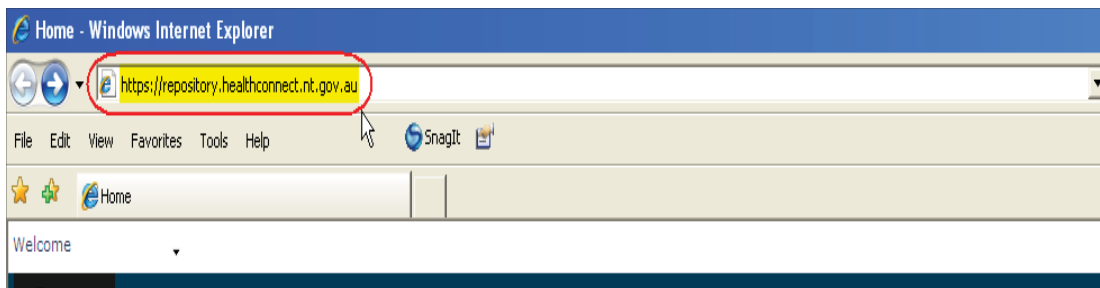 Home - Windows Internet Explorer
https://repository.healthconnect.nt.gov.au
File Edit View Favorites Tools Help SnagIt
Home
Welcome